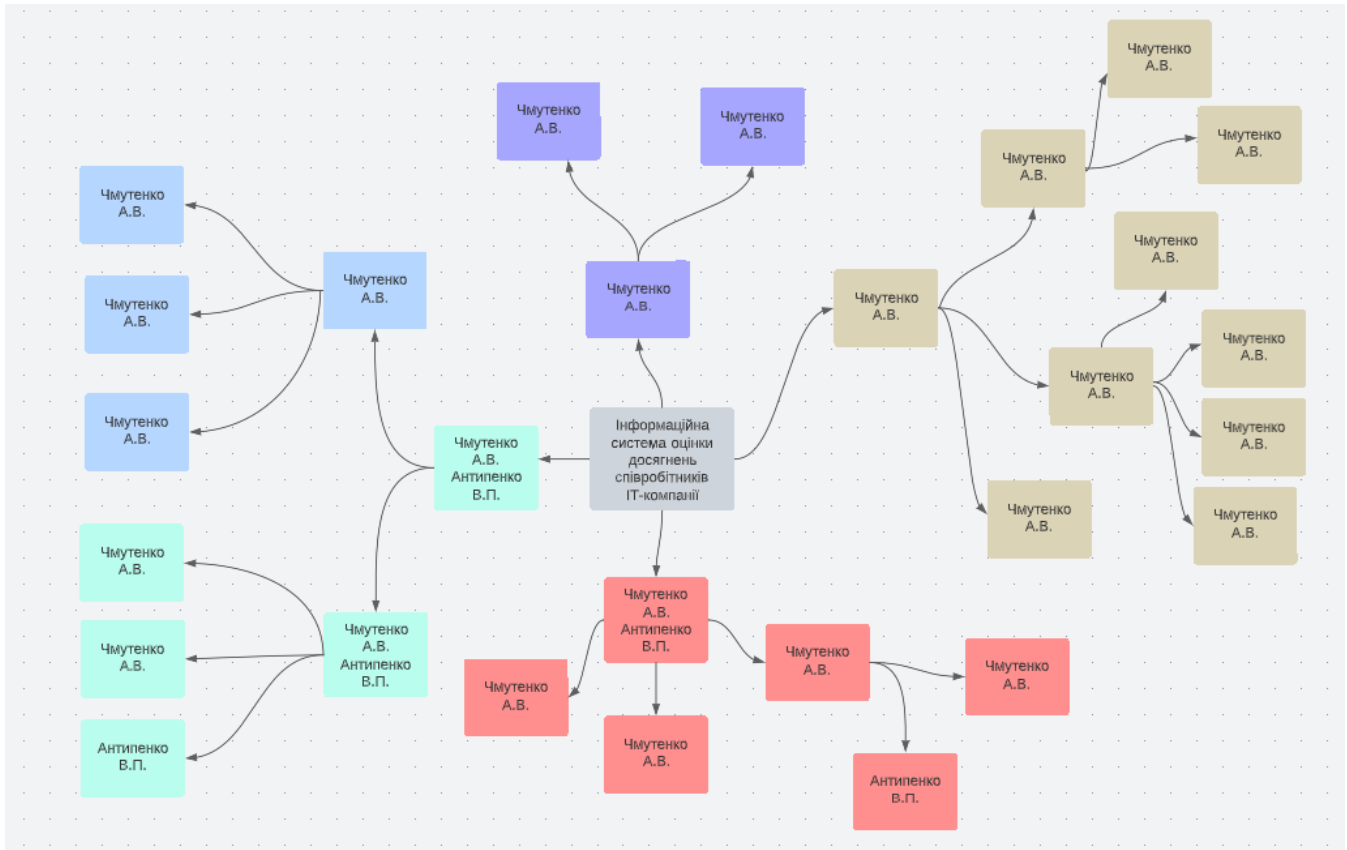 Чмутенко
А.В.
Чмутенко
А.В.
Чмутенко
А.В.
Чмутенко
А.В.
Чмутенко
А.В.
Чмутенко
А.В.
Чмутенко
А.В.
Чмутенко
А.В.
Чмутенко
А.В.
Чмутенко
А.В.
Чмутенко
А.В.
Чмутенко
А.В.
Чмутенко
А.В.
Чмутенко
А.В.
Чмутенко
А.В.
Чмутенко
А.В.
Інформаційна
система оцінки
досягнень
співробітників
ІТ-компанії
Чмутенко
А.В.
Антипенко
В.П.
Чмутенко
А.В.
Чмутенко
А.В.
Чмутенко
А.В.
Чмутенко
А.В.
Чмутенко
А.В.
Антипенко
В.П.
Чмутенко
А.В.
Антипенко
В.П.
Чмутенко
А.В.
Чмутенко
А.В.
Чмутенко
А.В.
Чмутенко
А.В.
Чмутенко
А.В.
Антипенко
В.П.
Антипенко
В.П.